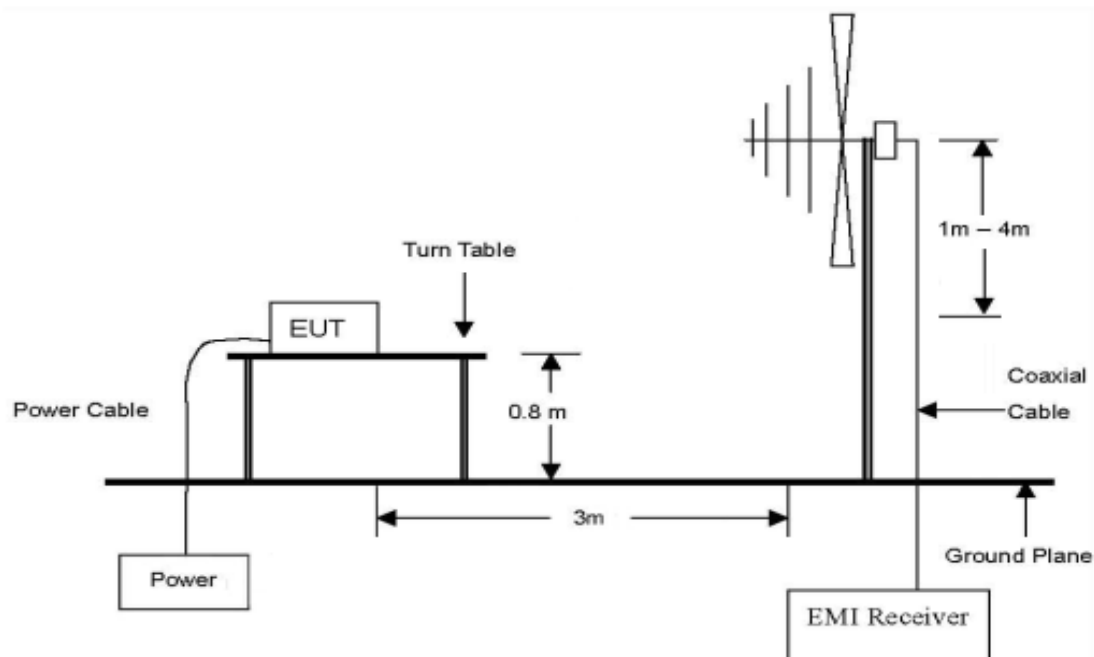 1m – 4m
Turn Table
EUT
Coaxial
Cable
Power Cable
0.8 m
3m
Ground Plane
Power
EMI Receiver